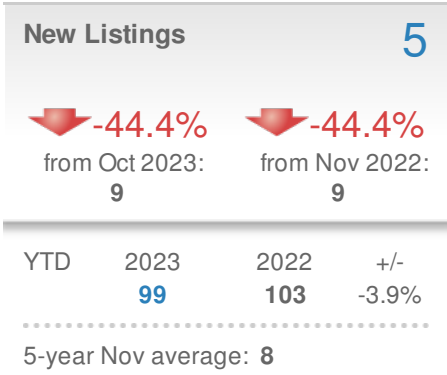 New Listings 5
-44.4% -44.4%
from Oct 2023: from Nov 2022:
9 9
YTD 2023 2022 +/-
99 103 -3.9%
5-year Nov average: 8